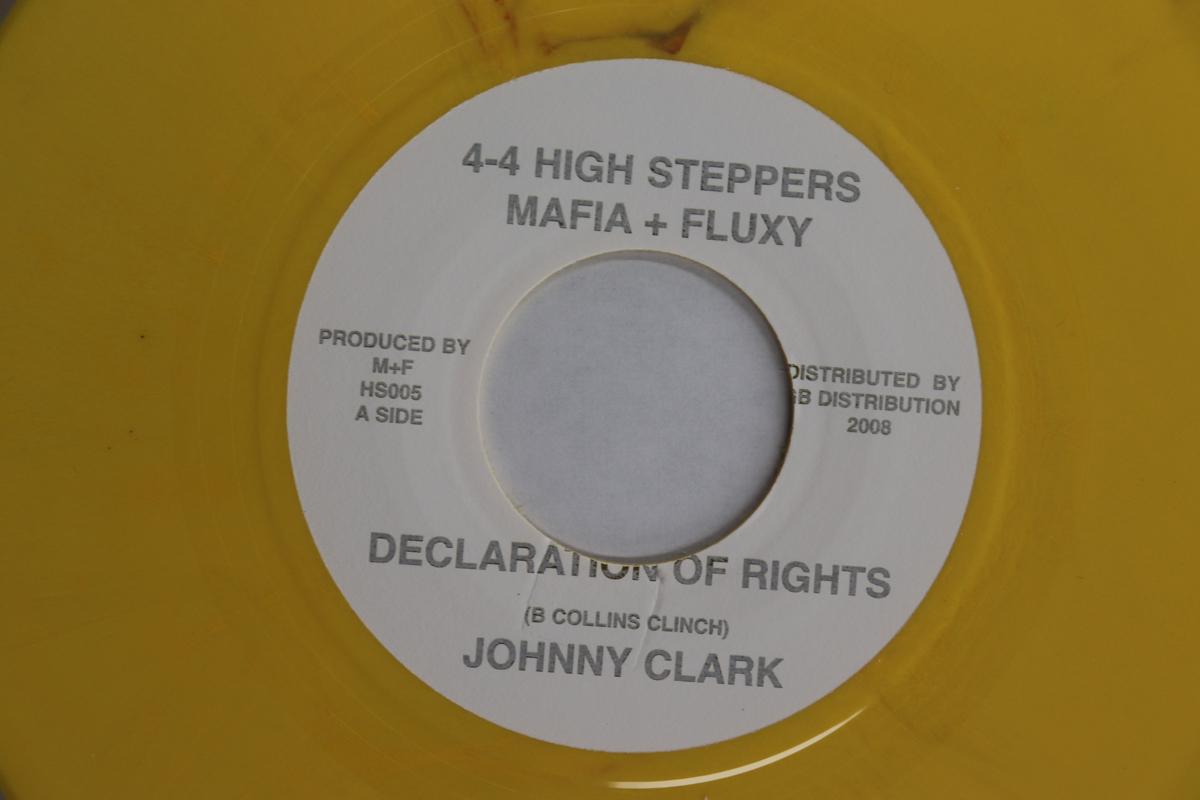 4-4 HIGH STEPPERS
MAFIA + FLUXY
PRODUCED BY
M+F
HS005
A SIDE
DISTRIBUTED BY
DISTRIBUTION
2008
DECLARATION OF RIGHTS
(B COLLINS CLINCH)
JOHNNY CLARK